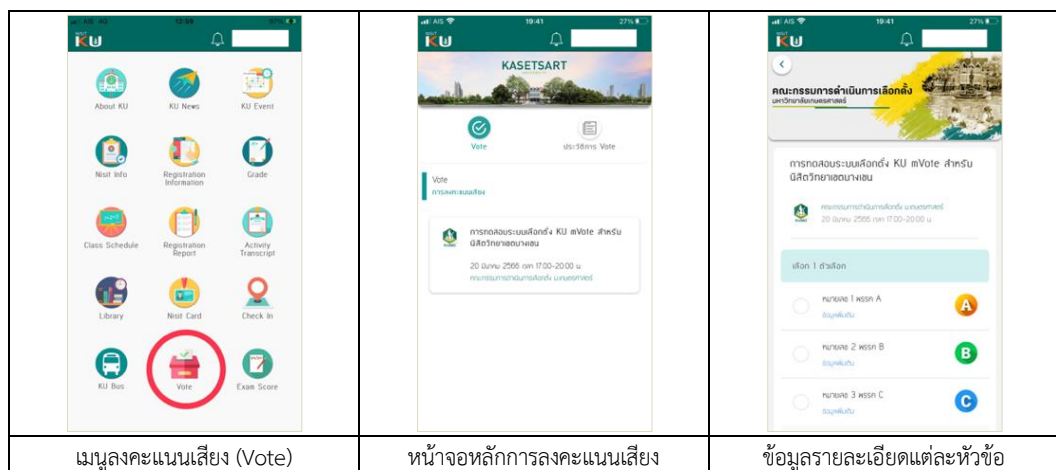 AIS 4G 12:59 97%
NISIT
KU
About KU
KU News
KU Event
Nisit Info
Registration
Information
Grade
Class Schedule
Registration
Report
Activity
Transcript
Library
Nisit Card
Check In
KU Bus
Vote
Exam Score
เมนูลงคะแนนเสียง (Vote)
AIS 19:41 27%
NISIT
KU
KASETSART
Vote
ประวัติการ Vote
Vote
การลงคะแนนเสียง
การทดสอบระบบเลือกตั้ง KU mVote สำหรับ
นิสิตวิทยาเขตบางเขน
20 มีนาคม 2566 เวลา 17.00-20.00 น
คณะกรรมการดำเนินการเลือกตั้ง ม.เกษตรศาสตร์
หน้าจอหลักการลงคะแนนเสียง
AIS 19:41 27%
NISIT
KU
คณะกรรมการดำเนินการเลือกตั้ง
มหาวิทยาลัยเกษตรศาสตร์
การทดสอบระบบเลือกตั้ง KU mVote สำหรับ
นิสิตวิทยาเขตบางเขน
คณะกรรมการดำเนินการเลือกตั้ง ม.เกษตรศาสตร์
20 มีนาคม 2566 เวลา 17.00-20.00 น
เลือก 1 ตัวเลือก
หมายเลข 1 พรรค A
ข้อมูลเพิ่มเติม
A
หมายเลข 2 พรรค B
ข้อมูลเพิ่มเติม
B
หมายเลข 3 พรรค C
ข้อมูลเพิ่มเติม
C
ข้อมูลรายละเอียดแต่ละหัวข้อ